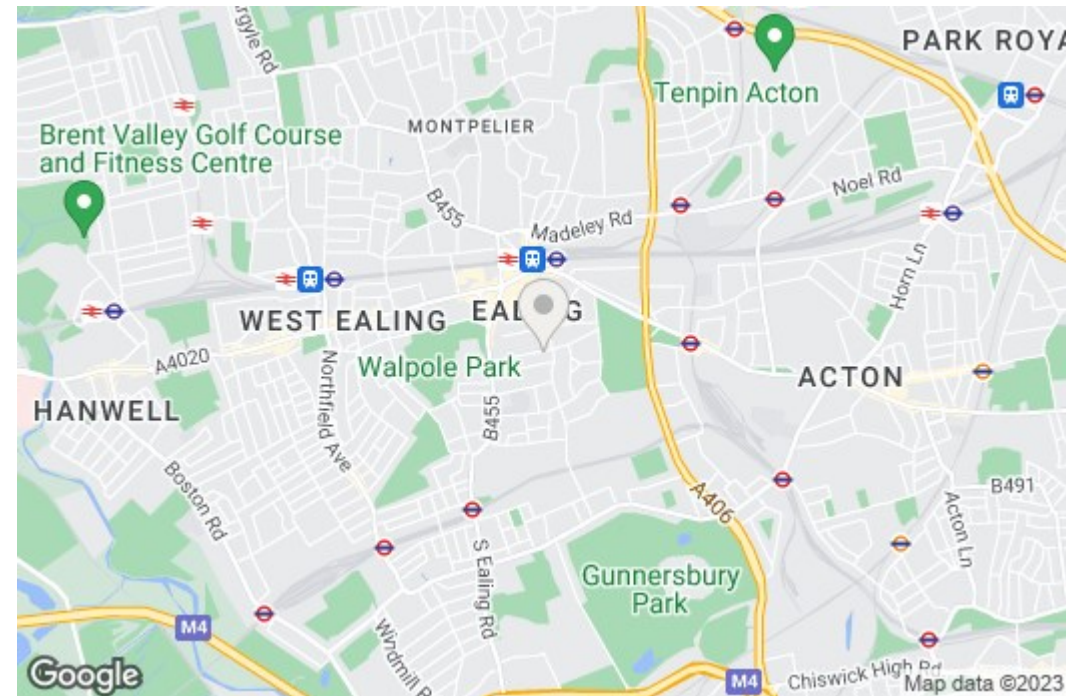 Argyle Rd
PARK ROYA
Tenpin Acton
MONTPELIER
Brent Valley Golf Course
and Fitness Centre
B455
Noel Rd
Madeley Rd
Horn Ln
WEST EALING
A4020
Walpole Park
ACTON
Northfield Ave
B455
HANWELL
Boston Rd
A406
B491
Acton Ln
S Ealing Rd
Gunnersbury
Park
M4
Windmill R
M4
Chiswick High Rd
Google
Map data ©2023